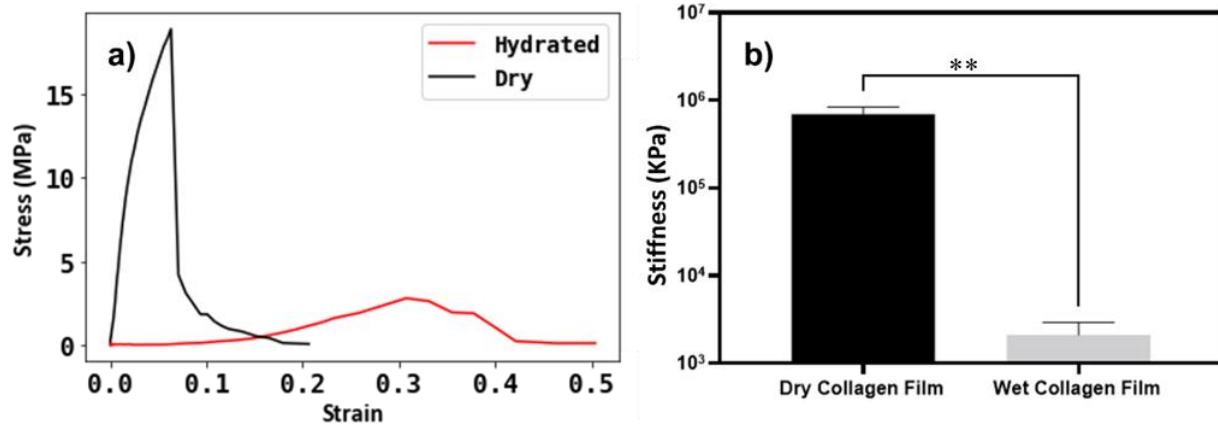 a)
Hydrated
Dry
Stress (MPa)
15
10
5
0
0.0 0.1 0.2 0.3 0.4 0.5
Strain
b)
**
Stiffness (KPa)
10⁷
10⁶
10⁵
10⁴
10³
Dry Collagen Film Wet Collagen Film